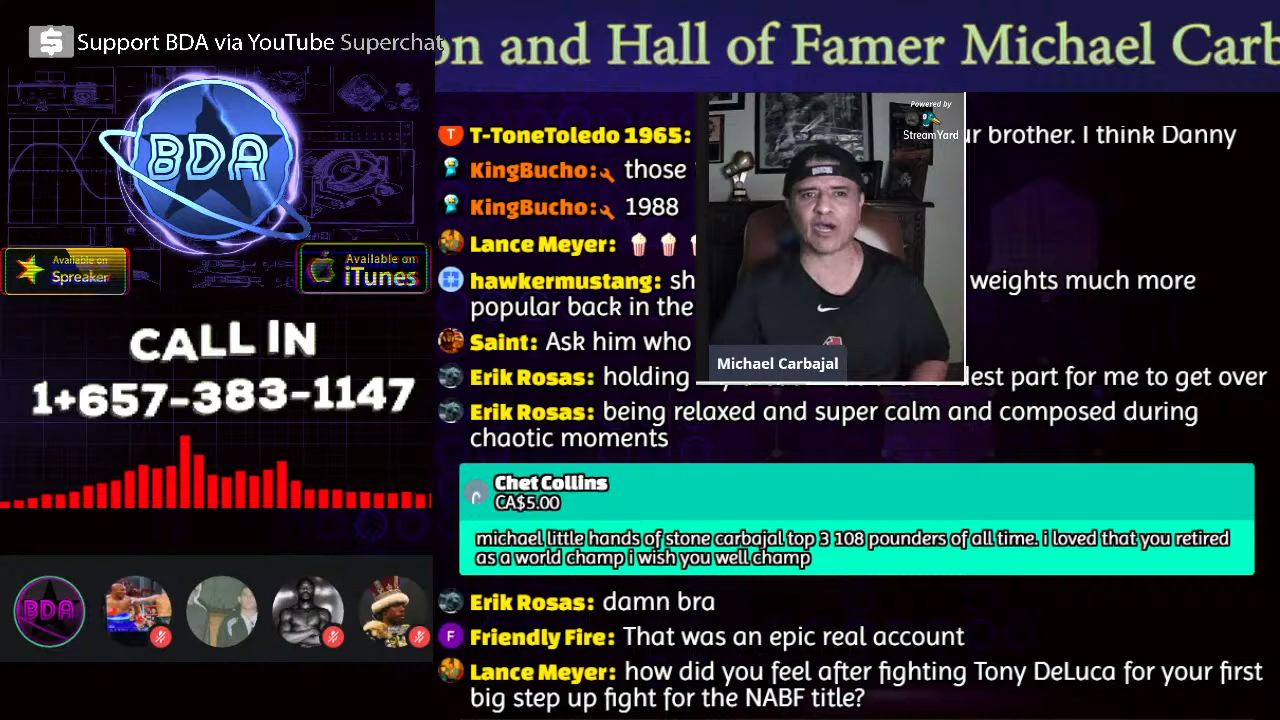 Support BDA via YouTube Superchat
BDA
Available on
Spreaker
Available on
iTunes
CALL IN
1+657-383-1147
BDA
on and Hall of Famer Michael Carb
Powered by
StreamYard
T-ToneToledo 1965: ur brother. I think Danny
KingBucho: those
KingBucho: 1988
Lance Meyer: 🍿 🍿
hawkermustang: sh weights much more
popular back in the
Saint: Ask him who
Michael Carbajal
Erik Rosas: holding dest part for me to get over
Erik Rosas: being relaxed and super calm and composed during
chaotic moments
Chet Collins
CA$5.00
michael little hands of stone carbajal top 3 108 pounders of all time. i loved that you retired
as a world champ i wish you well champ
Erik Rosas: damn bra
F Friendly Fire: That was an epic real account
Lance Meyer: how did you feel after fighting Tony DeLuca for your first
big step up fight for the NABF title?